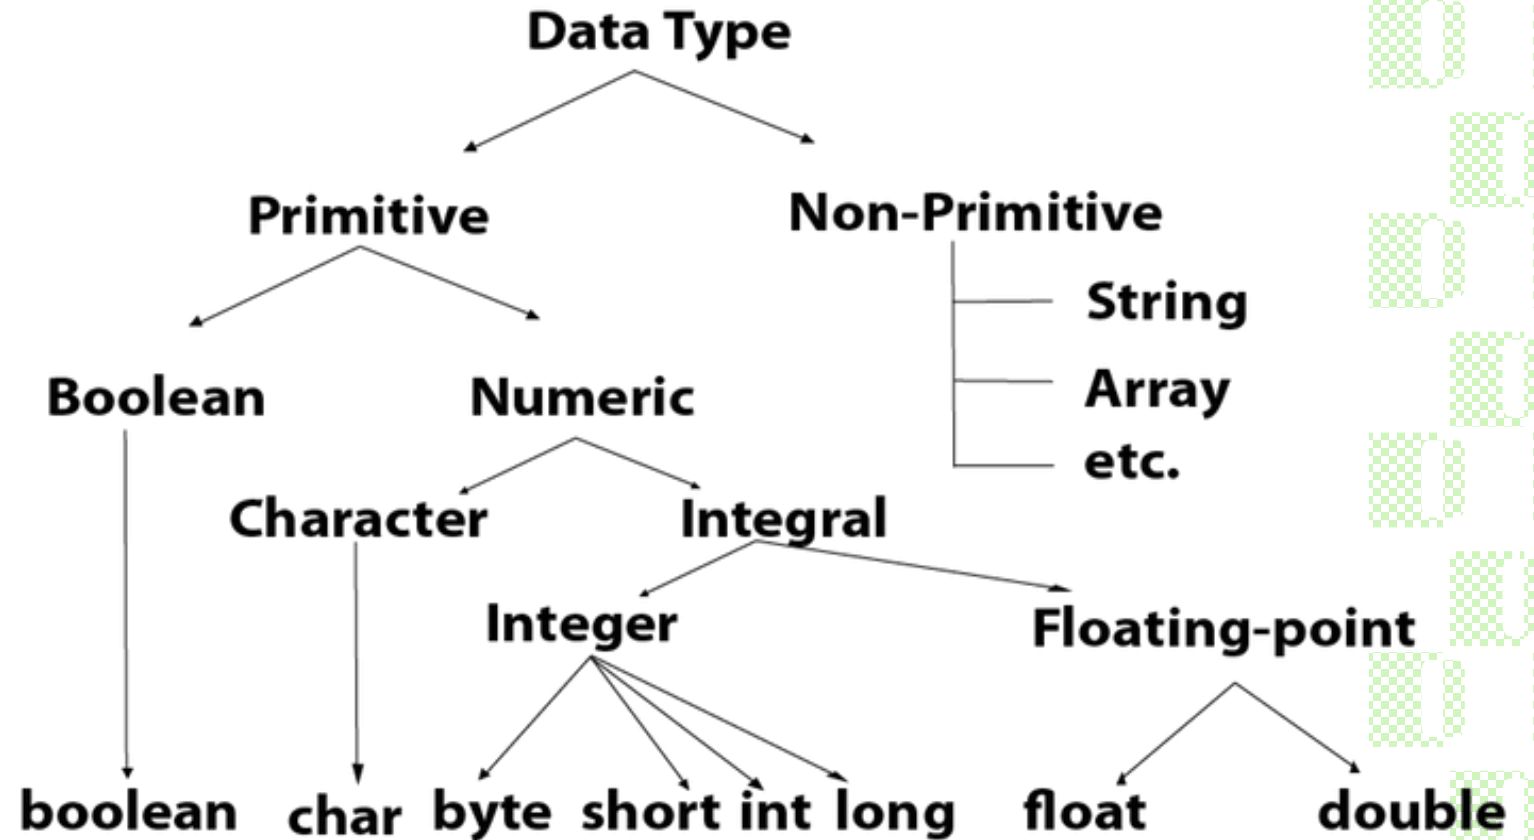 Data Type
Primitive
Non-Primitive
String
Array
etc.
Boolean
Numeric
Character
Integral
Integer
Floating-point
boolean
char
byte
short
int
long
float
double